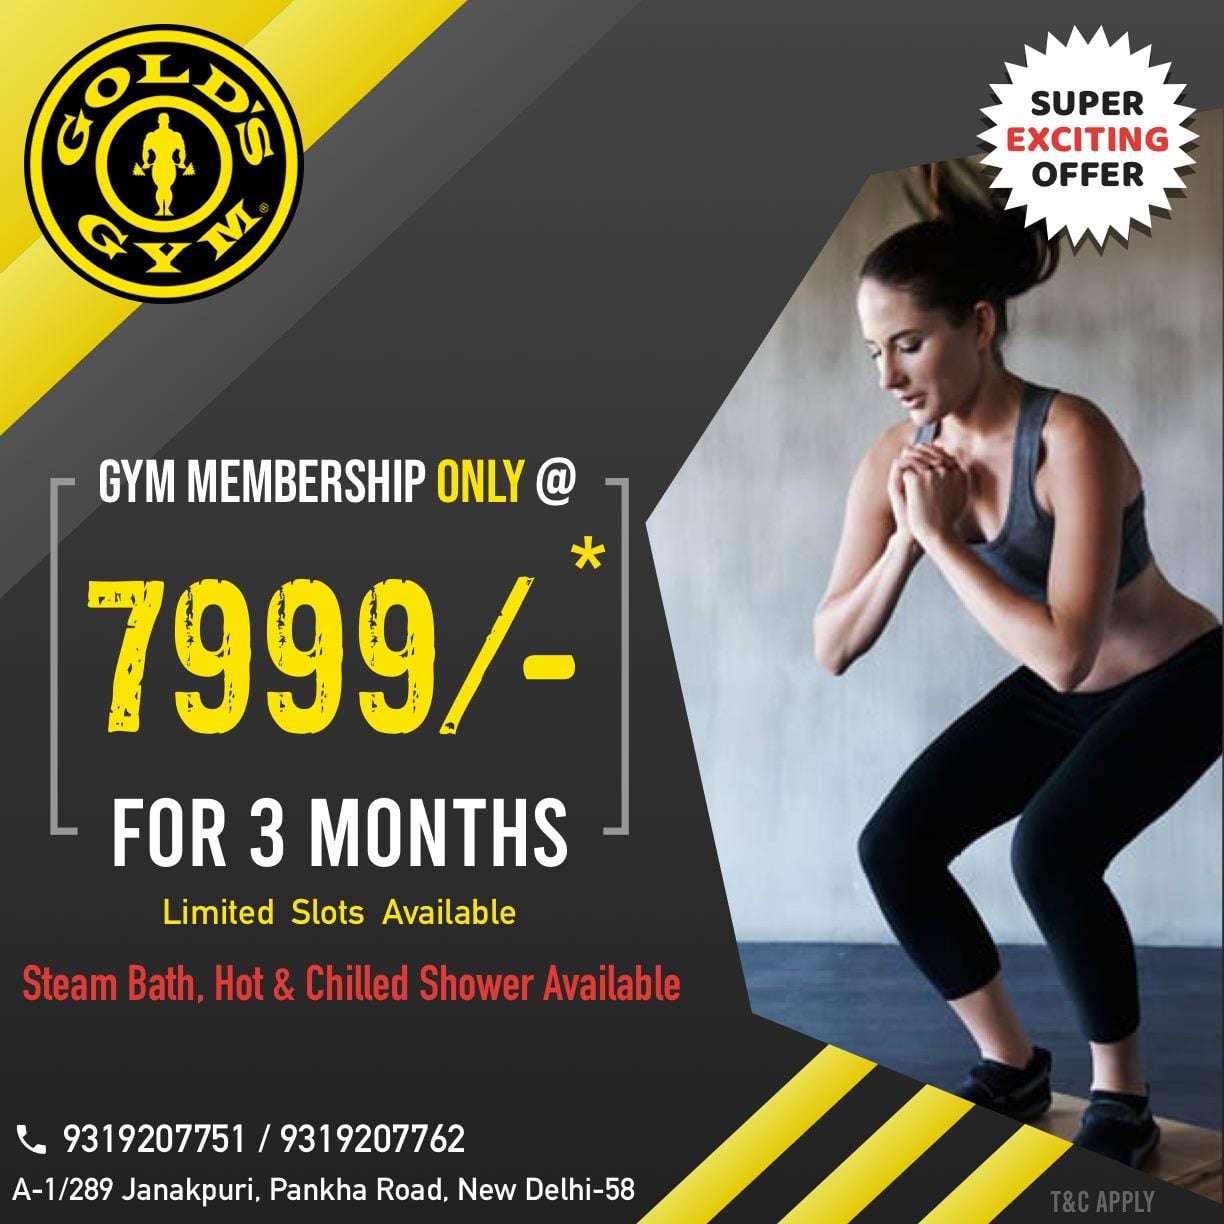 GOLD'S
GYM®
SUPER
EXCITING
OFFER
GYM MEMBERSHIP ONLY @
7999/-*
FOR 3 MONTHS
Limited Slots Available
Steam Bath, Hot & Chilled Shower Available
9319207751 / 9319207762
A-1/289 Janakpuri, Pankha Road, New Delhi-58
T&C APPLY